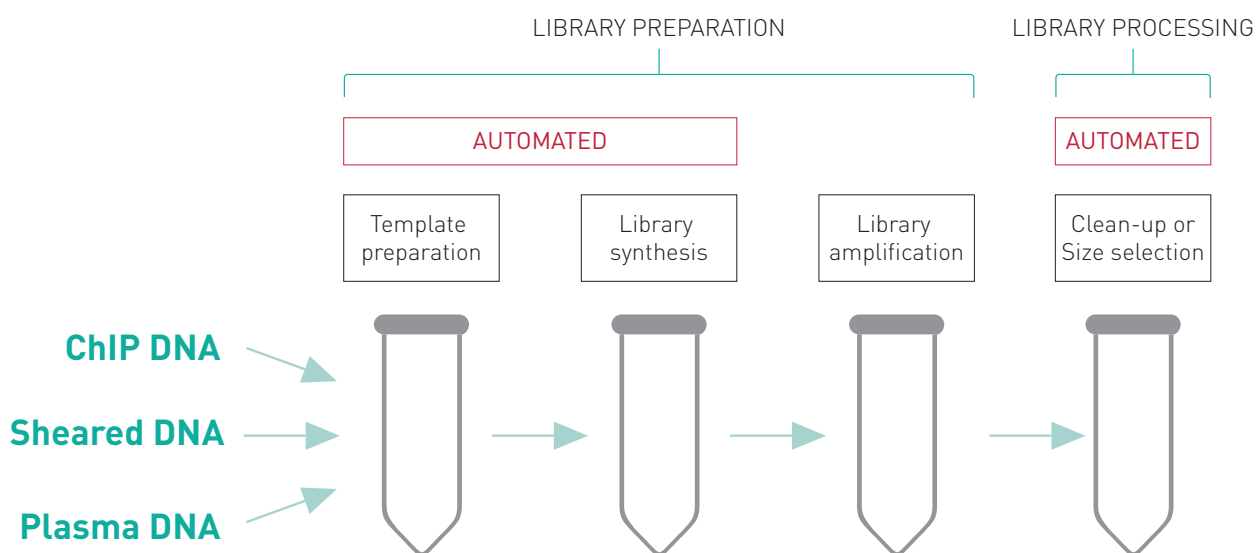 LIBRARY PREPARATION
LIBRARY PROCESSING
AUTOMATED
AUTOMATED
Template
preparation
Library
synthesis
Library
amplification
Clean-up or
Size selection
ChIP DNA
Sheared DNA
Plasma DNA